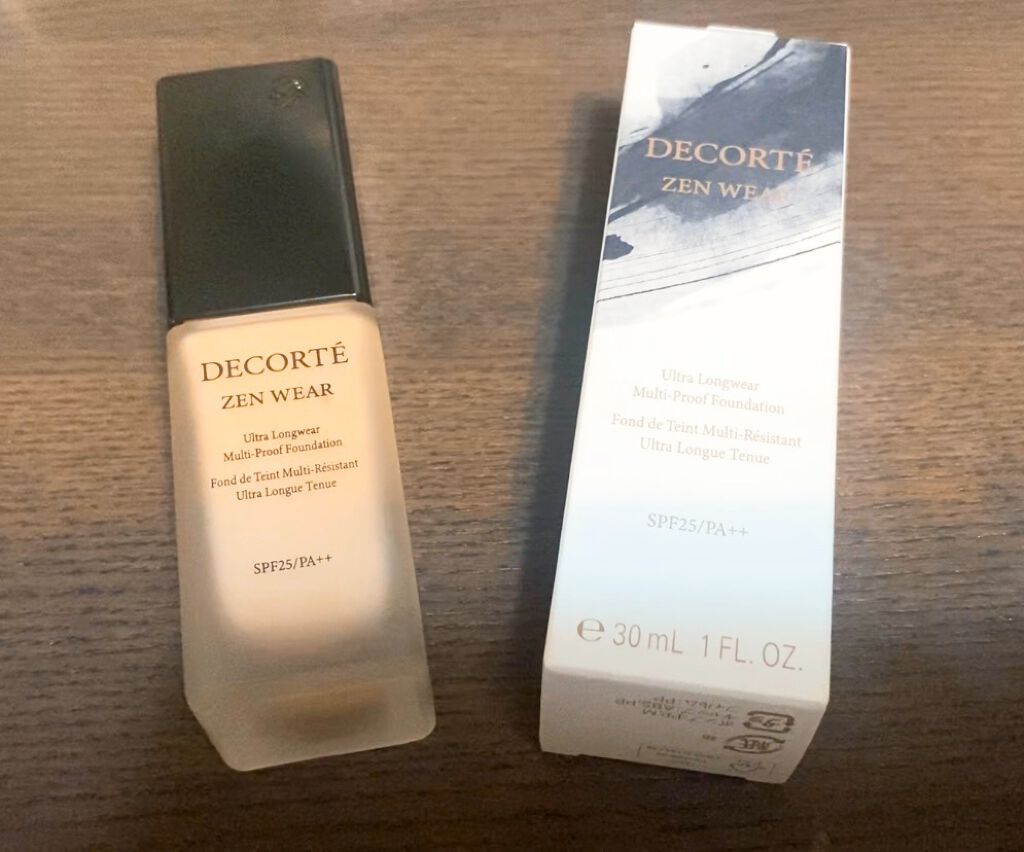 DECORTÉ
ZEN WEAR
Ultra Longwear
Multi-Proof Foundation
Fond de Teint Multi-Résistant
Ultra Longue Tenue
SPF25/PA++
DECORTÉ
ZEN WEAR
Ultra Longwear
Multi-Proof Foundation
Fond de Teint Multi-Résistant
Ultra Longue Tenue
SPF25/PA++
℮ 30 mL 1 FL. OZ.